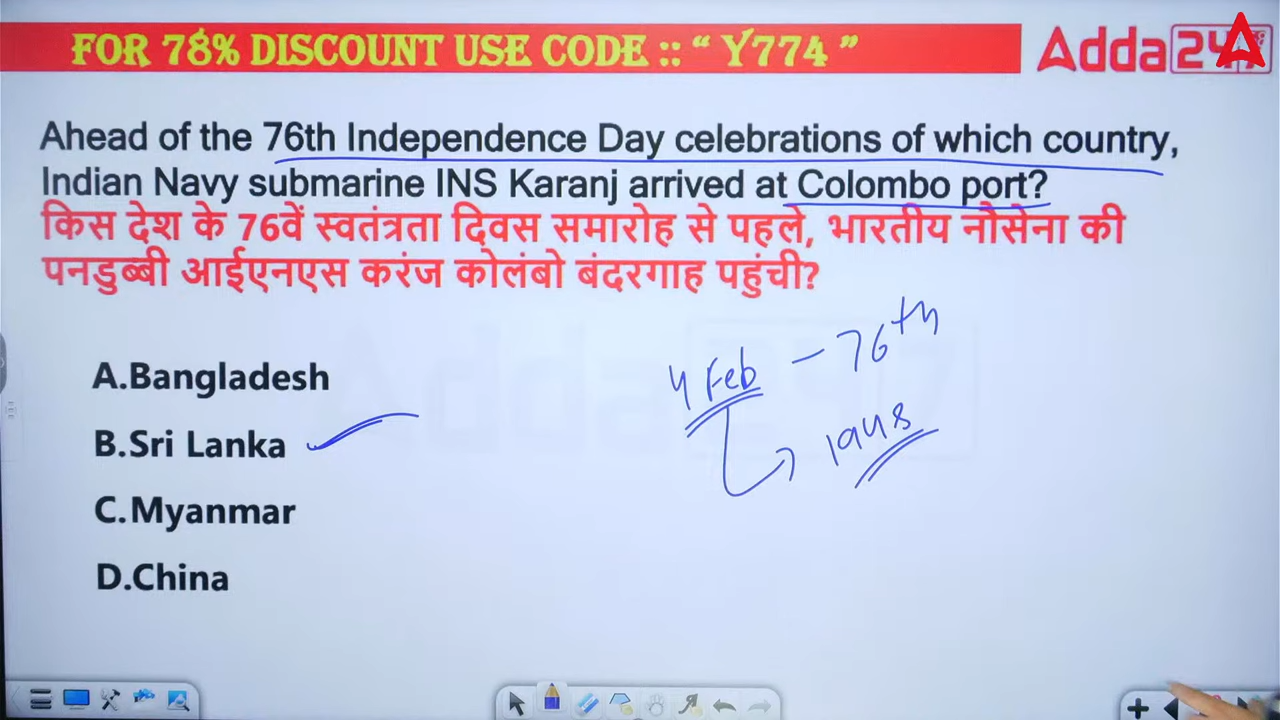 FOR 78% DISCOUNT USE CODE :: “ Y774 ”
Adda247
Ahead of the 76th Independence Day celebrations of which country,
Indian Navy submarine INS Karanj arrived at Colombo port?
किस देश के 76वें स्वतंत्रता दिवस समारोह से पहले, भारतीय नौसेना की
पनडुब्बी आईएनएस करंज कोलंबो बंदरगाह पहुंची?
4 Feb – 76th
1948
A.Bangladesh
B.Sri Lanka
C.Myanmar
D.China